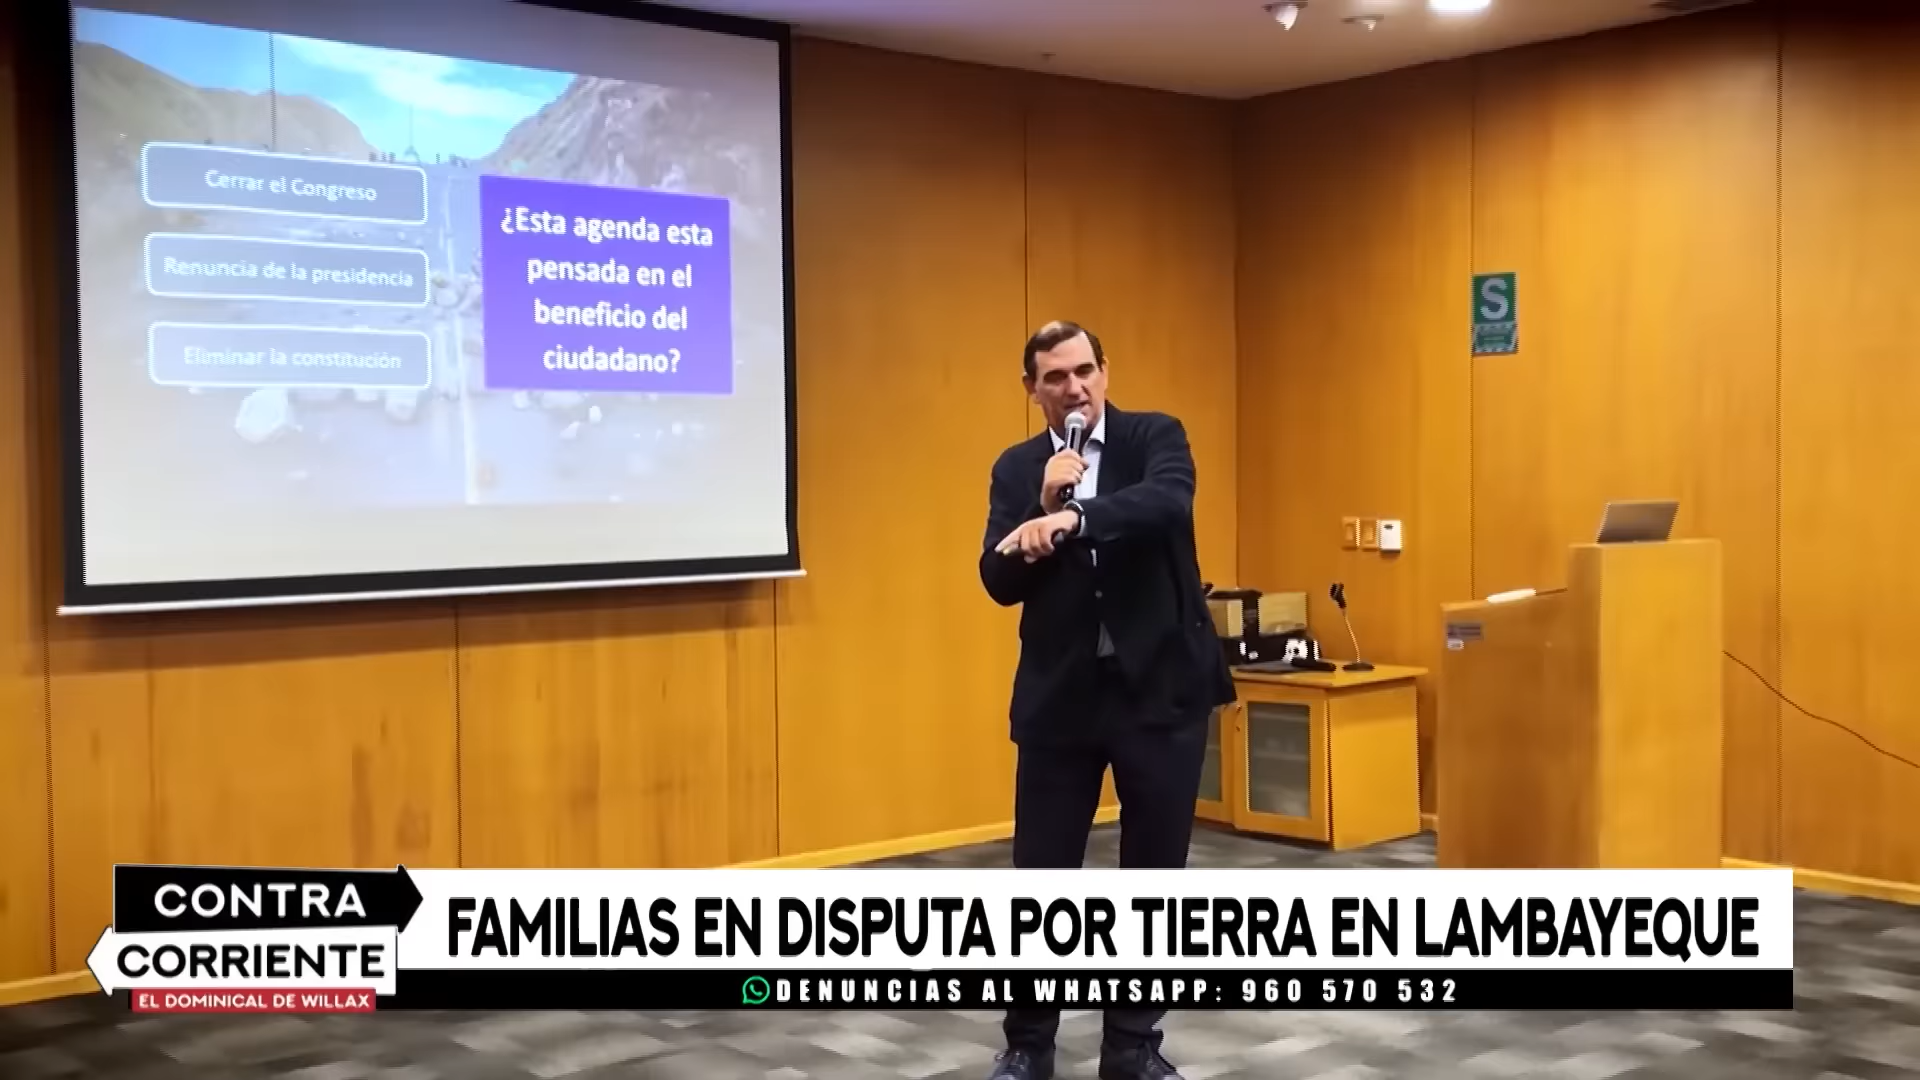 Cerrar el Congreso
Renuncia de la presidencia
Eliminar la constitución
¿Esta agenda esta
pensada en el
beneficio del
ciudadano?
S
CONTRA
CORRIENTE
EL DOMINICAL DE WILLAX
FAMILIAS EN DISPUTA POR TIERRA EN LAMBAYEQUE
DENUNCIAS AL WHATSAPP: 960 570 532